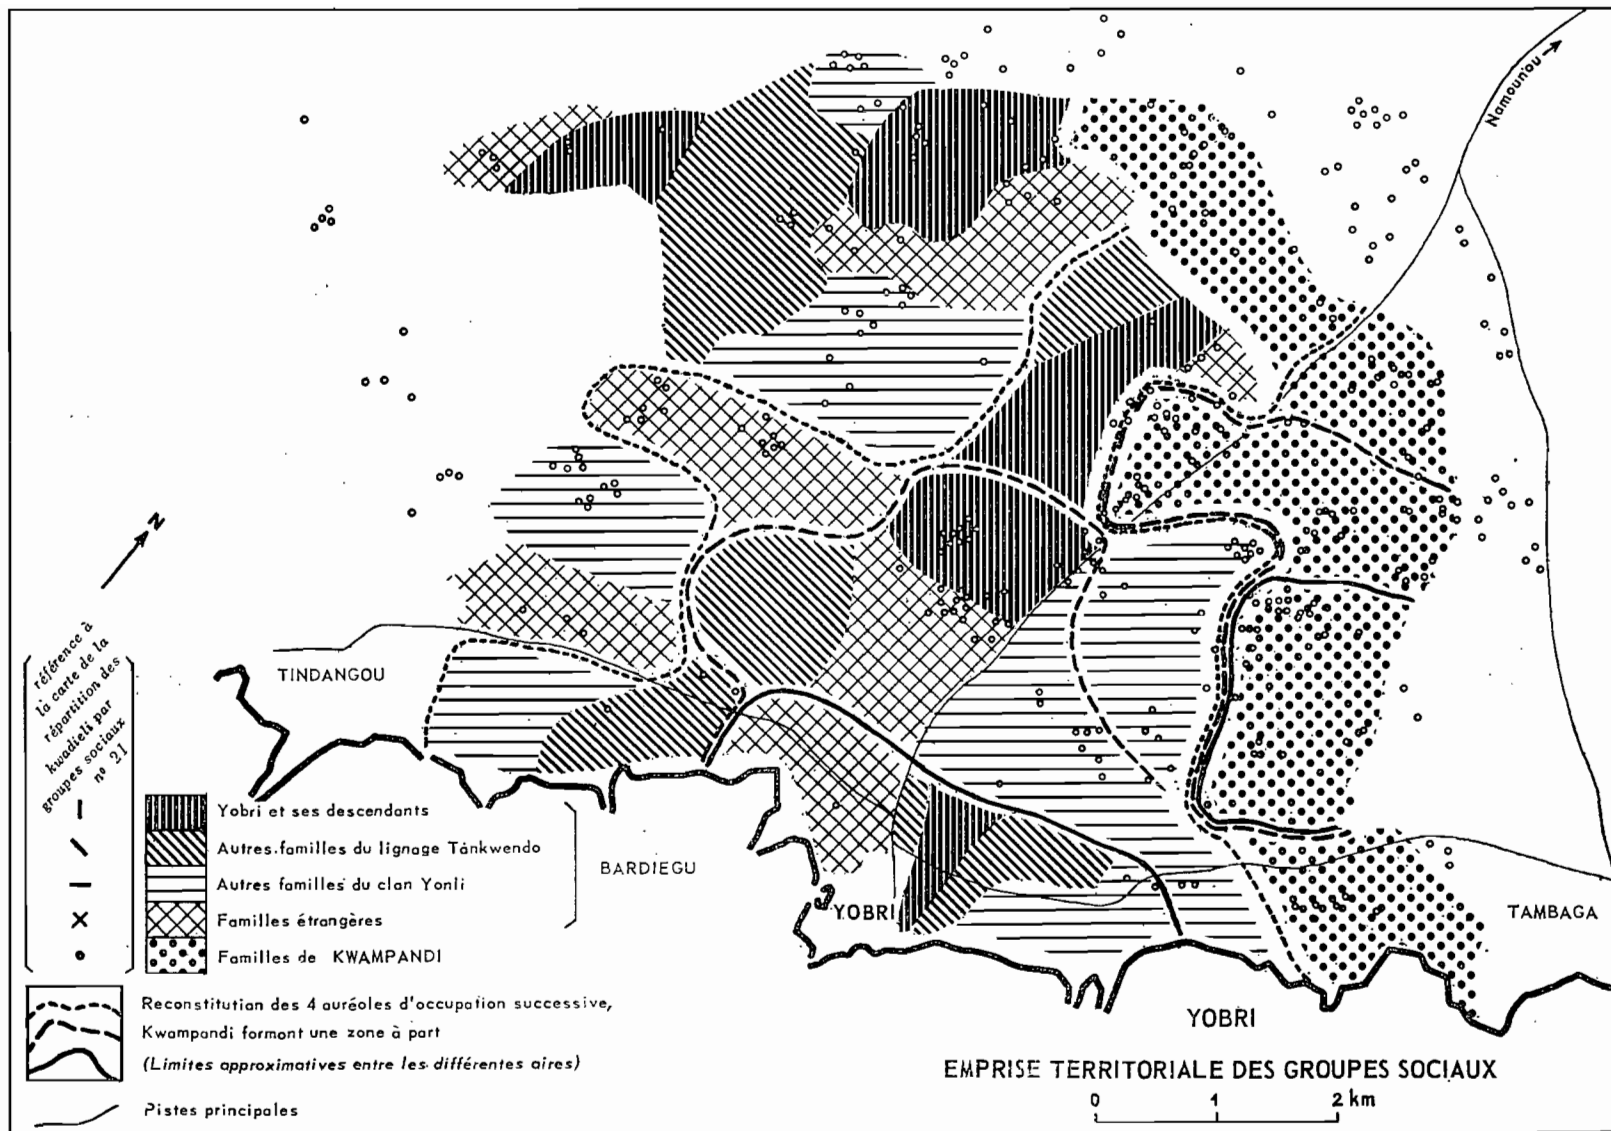 Namounou
N
référence à
la carte de la
répartition des
kwadieli par
groupes sociaux
nº 21
TINDANGOU
Yobri et ses descendants
Autres familles du lignage Tankwendo
Autres familles du clan Yonli
Familles étrangères
Familles de KWAMPANDI
BARDIEGU
YOBRI
TAMBAGA
Reconstitution des 4 auréoles d'occupation successive,
Kwampandi formant une zone à part
(Limites approximatives entre les différentes aires)
Pistes principales
YOBRI
EMPRISE TERRITORIALE DES GROUPES SOCIAUX
0 1 2 km